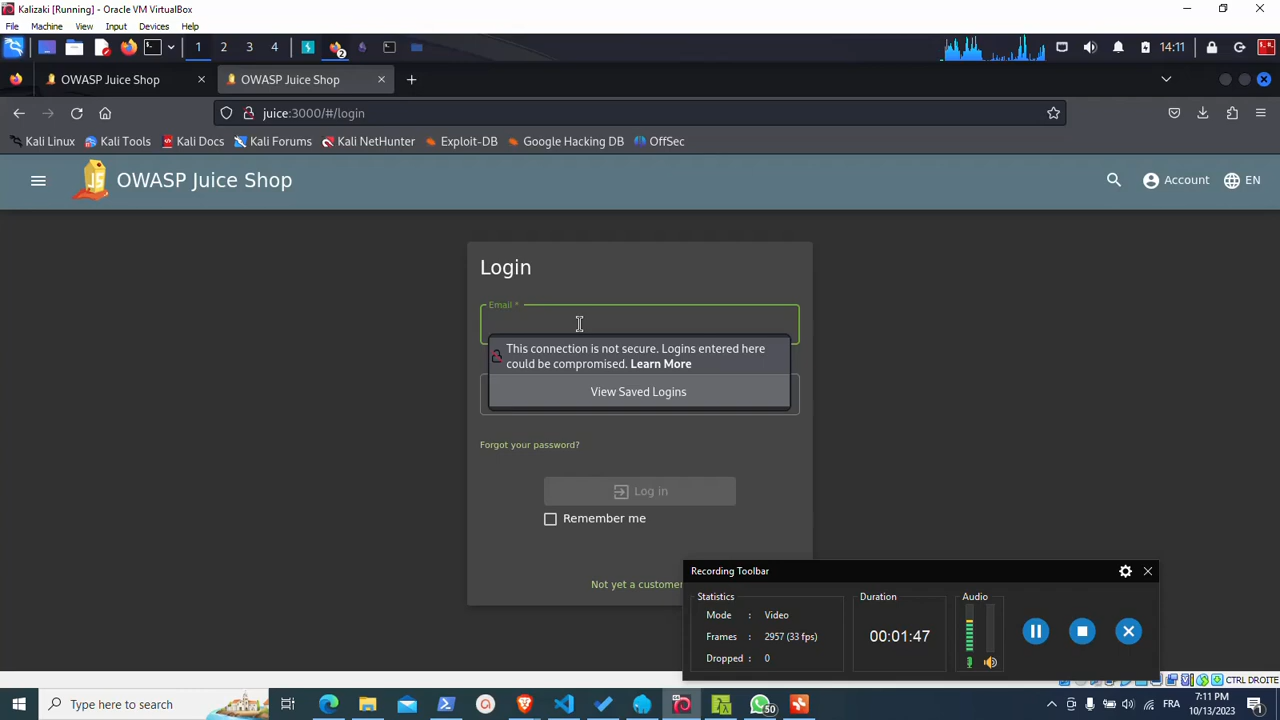 Kalizaki [Running] - Oracle VM VirtualBox
File Machine View Input Devices Help
1 2 3 4 2 14:11
OWASP Juice Shop OWASP Juice Shop
juice:3000/#/login
Kali Linux Kali Tools Kali Docs Kali Forums Kali NetHunter Exploit-DB Google Hacking DB OffSec
JS OWASP Juice Shop Account EN
Login
Email *
This connection is not secure. Logins entered here
could be compromised. Learn More
View Saved Logins
Forgot your password?
Log in
Remember me
Not yet a customer
Recording Toolbar
Statistics Duration Audio
Mode : Video
Frames : 2957 (33 fps)
00:01:47
Dropped : 0
CTRL DROITE
Type here to search
50
FRA
7:11 PM
10/13/2023
1